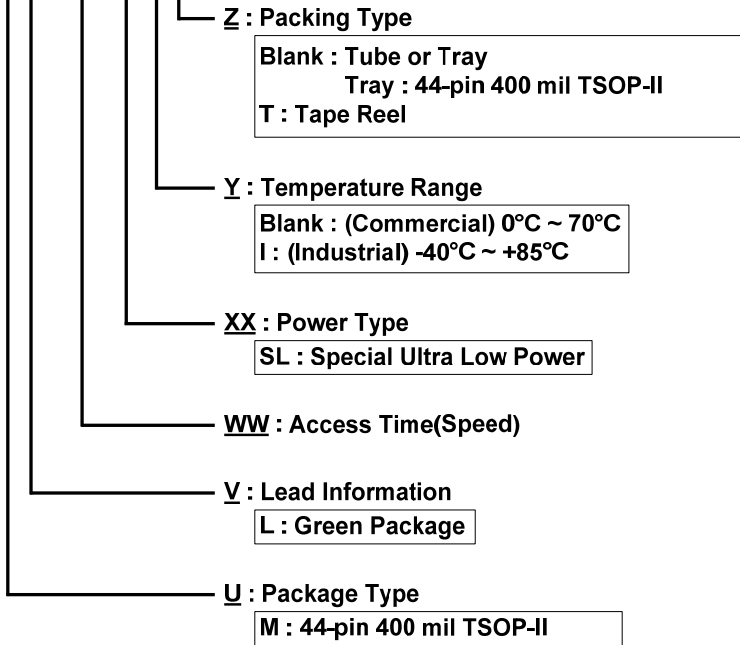 Z : Packing Type
Blank : Tube or Tray
Tray : 44-pin 400 mil TSOP-II
T : Tape Reel
Y : Temperature Range
Blank : (Commercial) 0°C ~ 70°C
I : (Industrial) -40°C ~ +85°C
XX : Power Type
SL : Special Ultra Low Power
WW : Access Time(Speed)
V : Lead Information
L : Green Package
U : Package Type
M : 44-pin 400 mil TSOP-II